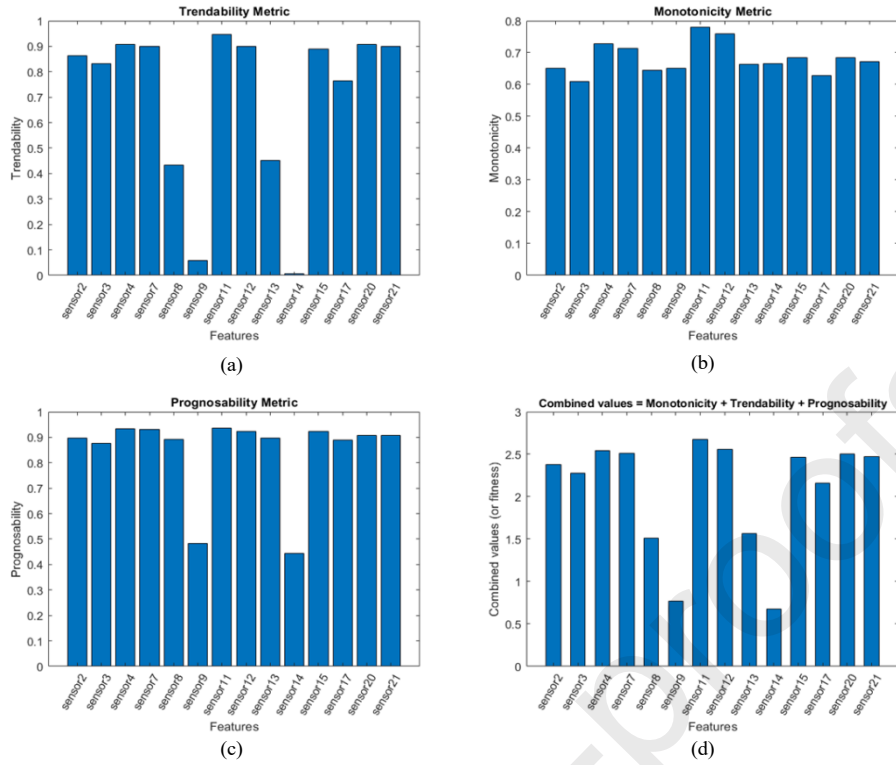 Trendability Metric
1
0.9
0.8
0.7
0.6
0.5
0.4
0.3
0.2
0.1
0
Trendability
sensor2
sensor3
sensor4
sensor7
sensor8
sensor9
sensor11
sensor12
sensor13
sensor14
sensor15
sensor17
sensor20
sensor21
Features
(a)
Monotonicity Metric
0.8
0.7
0.6
0.5
0.4
0.3
0.2
0.1
0
Monotonicity
sensor2
sensor3
sensor4
sensor7
sensor8
sensor9
sensor11
sensor12
sensor13
sensor14
sensor15
sensor17
sensor20
sensor21
Features
(b)
Prognosability Metric
1
0.9
0.8
0.7
0.6
0.5
0.4
0.3
0.2
0.1
0
Prognosability
sensor2
sensor3
sensor4
sensor7
sensor8
sensor9
sensor11
sensor12
sensor13
sensor14
sensor15
sensor17
sensor20
sensor21
Features
(c)
Combined values = Monotonicity + Trendability + Prognosability
3
2.5
2
1.5
1
0.5
0
Combined values (or fitness)
sensor2
sensor3
sensor4
sensor7
sensor8
sensor9
sensor11
sensor12
sensor13
sensor14
sensor15
sensor17
sensor20
sensor21
Features
(d)
proofs